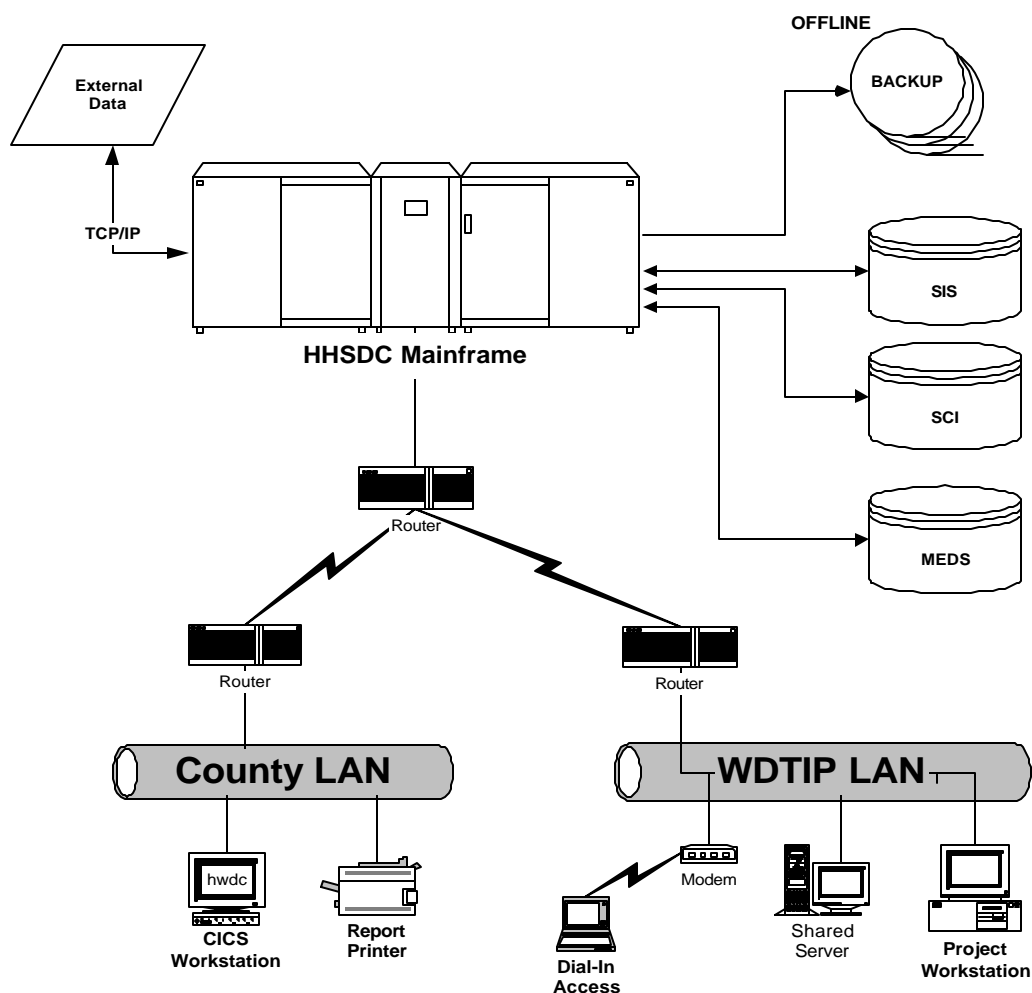 OFFLINE
External
Data
BACKUP
TCP/IP
SIS
HHSDC Mainframe
SCI
Router
MEDS
Router
Router
County LAN
WDTIP LAN
hwdc
Modem
CICS
Workstation
Report
Printer
Shared
Server
Project
Workstation
Dial-In
Access